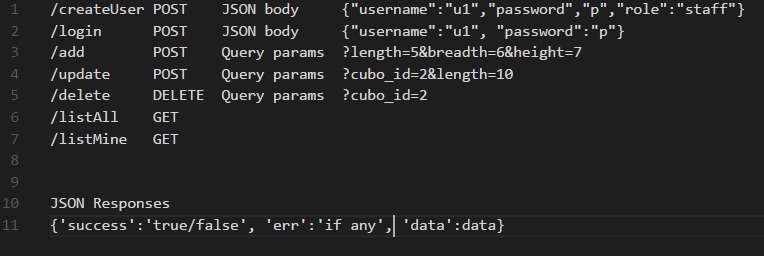 1 /createUser POST JSON body {"username":"u1","password","p","role":"staff"}
2 /login POST JSON body {"username":"u1", "password":"p"}
3 /add POST Query params ?length=5&breadth=6&height=7
4 /update POST Query params ?cubo_id=2&length=10
5 /delete DELETE Query params ?cubo_id=2
6 /listAll GET
7 /listMine GET
8
9
10 JSON Responses
11 {'success':'true/false', 'err':'if any', 'data':data}